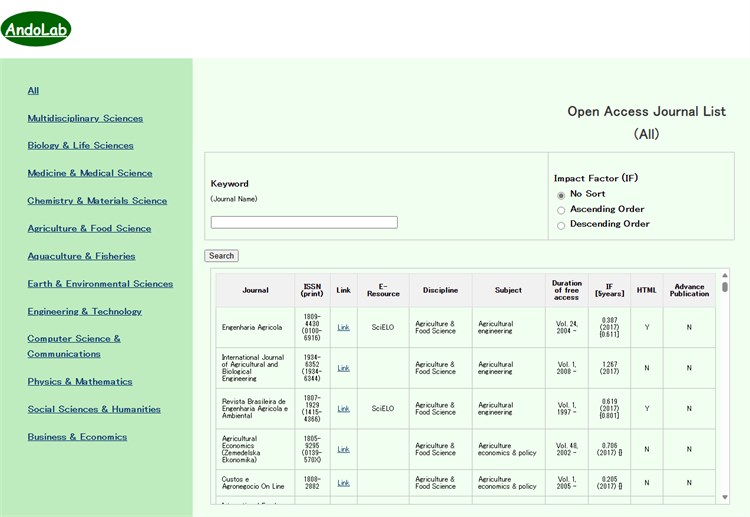 AndoLab
All
Multidisciplinary Sciences
Biology & Life Sciences
Medicine & Medical Science
Chemistry & Materials Science
Agriculture & Food Science
Aquaculture & Fisheries
Earth & Environmental Sciences
Engineering & Technology
Computer Science &
Communications
Physics & Mathematics
Social Sciences & Humanities
Business & Economics
Open Access Journal List
(All)
Keyword
(Journal Name)
Impact Factor (IF)
No Sort
Ascending Order
Descending Order
Search
Journal ISSN (print) Link E-Resource Discipline Subject Duration of free access IF [5years] HTML Advance Publication
Engenharia Agricola 1809-4430 (0100-6916) Link SciELO Agriculture & Food Science Agricultural engineering Vol. 24, 2004 - 0.387 (2017) [0.611] Y N
International Journal of Agricultural and Biological Engineering 1934-6352 (1934-6344) Link Agriculture & Food Science Agricultural engineering Vol. 1, 2008 - 1.267 (2017) N N
Revista Brasileira de Engenharia Agricola e Ambiental 1807-1929 (1415-4366) Link SciELO Agriculture & Food Science Agricultural engineering Vol. 1, 1997 - 0.619 (2017) [0.801] Y N
Agricultural Economics (Zemedelska Ekonomika) 1805-9295 (0139-570X) Link Agriculture & Food Science Agriculture economics & policy Vol. 48, 2002 - 0.706 (2017) [] N N
Custos e Agronegocio On Line 1808-2882 Link Agriculture & Food Science Agriculture economics & policy Vol. 1, 2005 - 0.205 (2017) [] N N